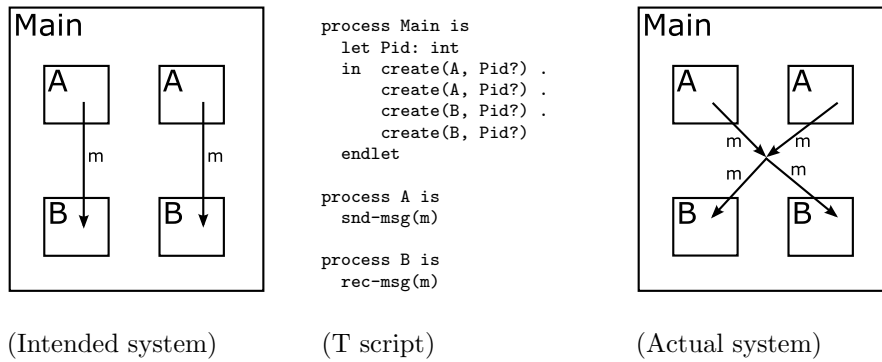 Main
A A
m m
B B
(Intended system)
process Main is
  let Pid: int
  in  create(A, Pid?) .
      create(A, Pid?) .
      create(B, Pid?) .
      create(B, Pid?)
  endlet
process A is
  snd-msg(m)
process B is
  rec-msg(m)
(T script)
Main
A A
m m
m m
B B
(Actual system)